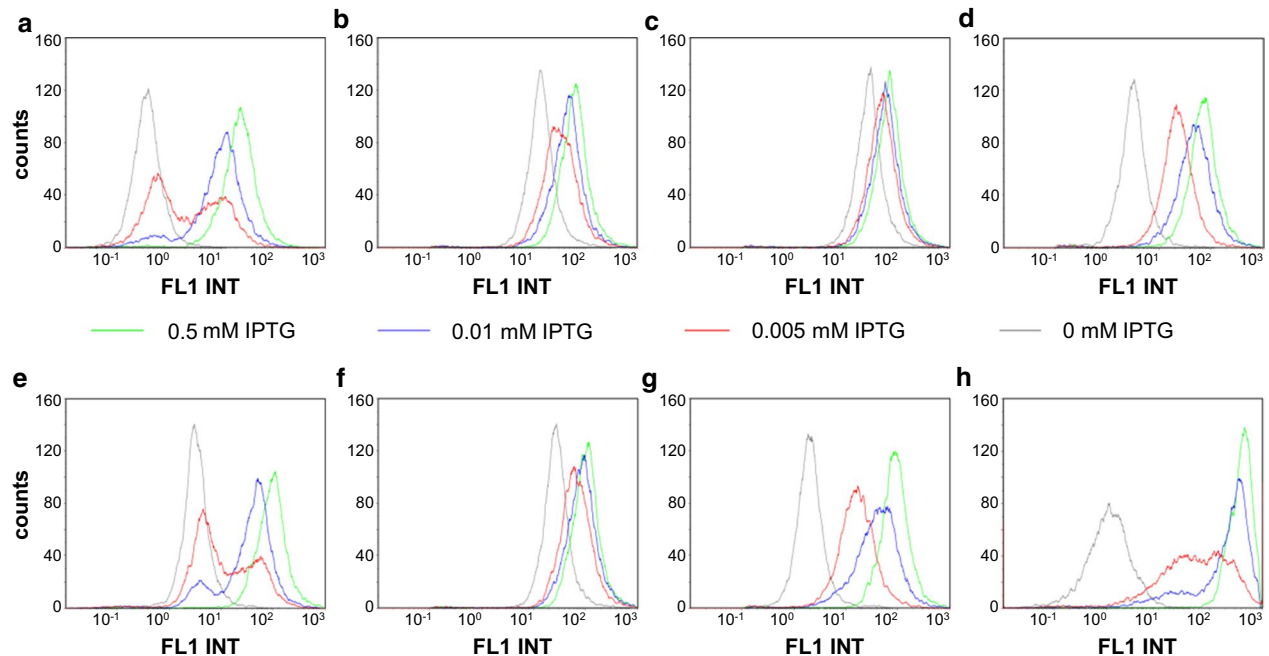 a b c d
160 160 160 160
120 120 120 120
80 80 80 80
40 40 40 40
0 0 0 0
counts
10-1 100 101 102 103 10-1 100 101 102 103 10-1 100 101 102 103 10-1 100 101 102 103
FL1 INT FL1 INT FL1 INT FL1 INT
0.5 mM IPTG 0.01 mM IPTG 0.005 mM IPTG 0 mM IPTG
e f g h
160 160 160 160
120 120 120 120
80 80 80 80
40 40 40 40
0 0 0 0
counts
10-1 100 101 102 103 10-1 100 101 102 103 10-1 100 101 102 103 10-1 100 101 102 103
FL1 INT FL1 INT FL1 INT FL1 INT